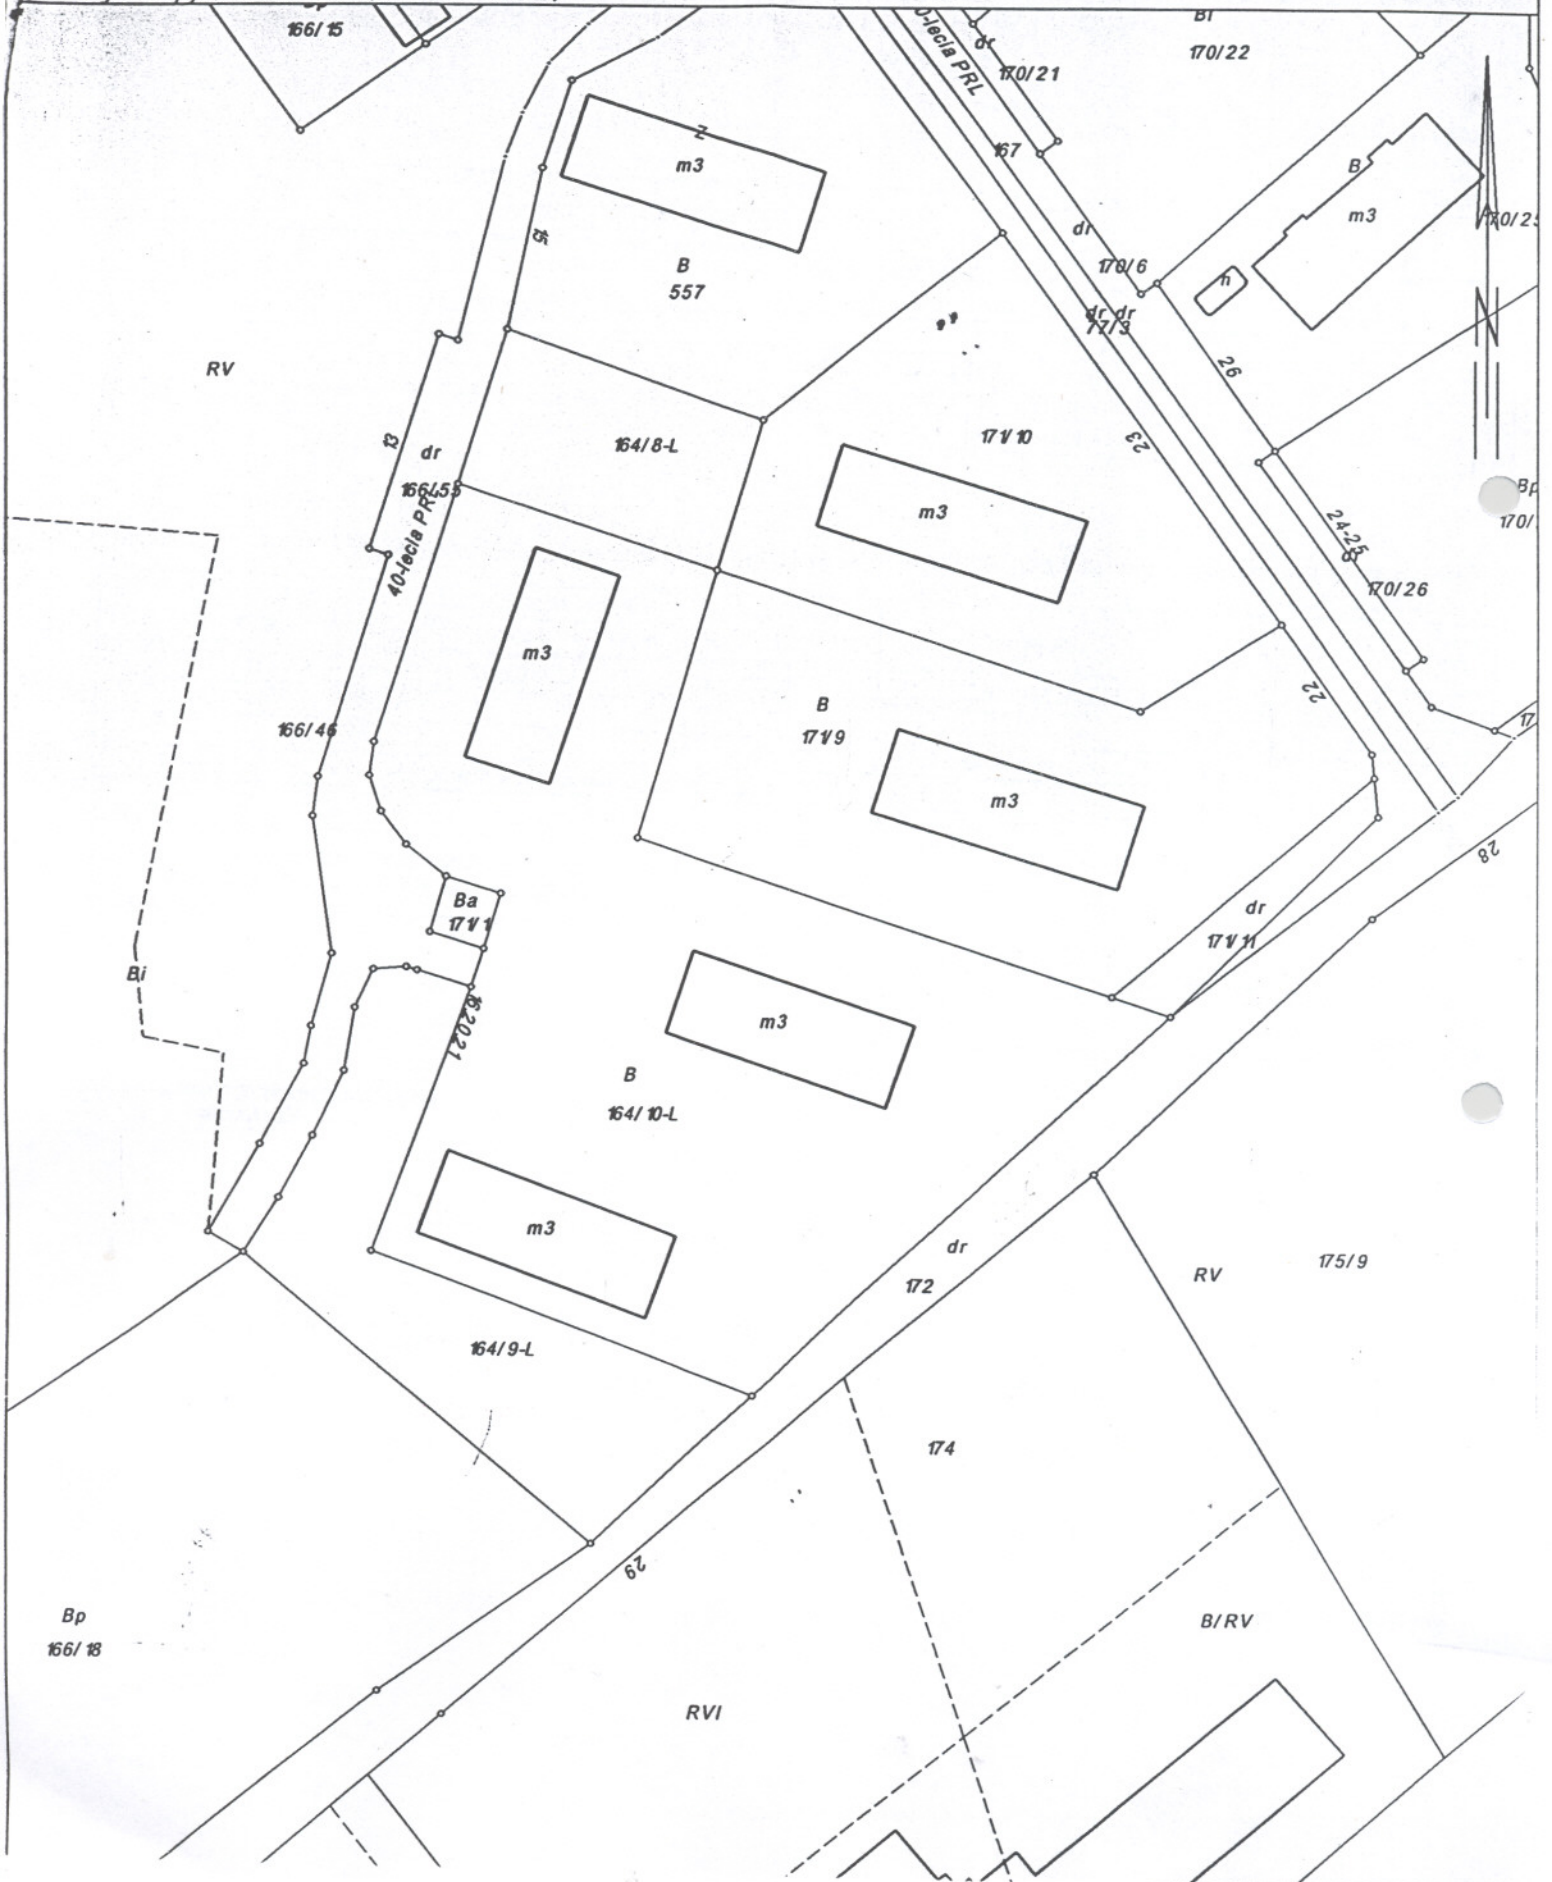 166/15
Bi
170/22
dr
170/21
0-lecia PRL
167
z
m3
B
m3
170/25
15
B
557
dr
170/6
h
dr dr
77/3
N
RV
26
13
dr
166/55
40-lecia PRL
164/8-L
171/10
23
m3
24-25
170/26
Bp
170/
m3
B
171/9
22
17
166/46
m3
28
Ba
171/1
dr
171/11
Bi
16,20,21
m3
B
164/10-L
m3
dr
172
RV
175/9
164/9-L
174
29
Bp
166/18
B/RV
RVI